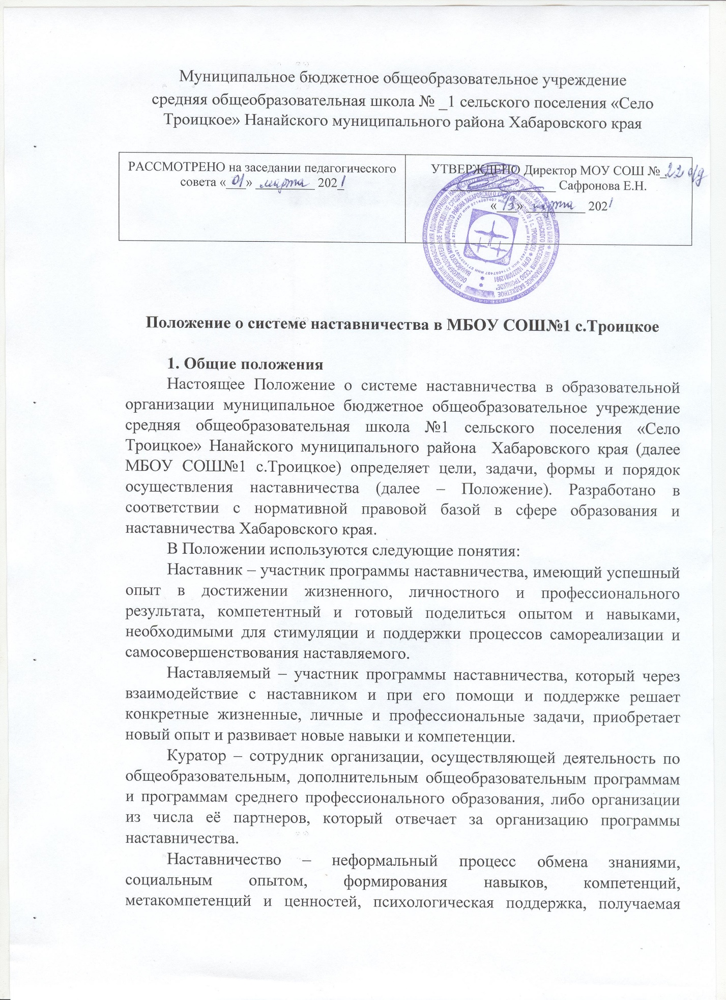 Муниципальное бюджетное общеобразовательное учреждение
средняя общеобразовательная школа № _1 сельского поселения «Село
Троицкое» Нанайского муниципального района Хабаровского края
РАССМОТРЕНО на заседании педагогического
совета «01» марта 2021
УТВЕРЖДЕНО Директор МОУ СОШ №_22 о/д
Сафронова Е.Н.
«13» марта 2021
Положение о системе наставничества в МБОУ СОШ№1 с.Троицкое
1. Общие положения
Настоящее Положение о системе наставничества в образовательной
организации муниципальное бюджетное общеобразовательное учреждение
средняя общеобразовательная школа №1 сельского поселения «Село
Троицкое» Нанайского муниципального района Хабаровского края (далее
МБОУ СОШ№1 с.Троицкое) определяет цели, задачи, формы и порядок
осуществления наставничества (далее – Положение). Разработано в
соответствии с нормативной правовой базой в сфере образования и
наставничества Хабаровского края.
В Положении используются следующие понятия:
Наставник – участник программы наставничества, имеющий успешный
опыт в достижении жизненного, личностного и профессионального
результата, компетентный и готовый поделиться опытом и навыками,
необходимыми для стимуляции и поддержки процессов самореализации и
самосовершенствования наставляемого.
Наставляемый – участник программы наставничества, который через
взаимодействие с наставником и при его помощи и поддержке решает
конкретные жизненные, личные и профессиональные задачи, приобретает
новый опыт и развивает новые навыки и компетенции.
Куратор – сотрудник организации, осуществляющей деятельность по
общеобразовательным, дополнительным общеобразовательным программам
и программам среднего профессионального образования, либо организации
из числа её партнеров, который отвечает за организацию программы
наставничества.
Наставничество – неформальный процесс обмена знаниями,
социальным опытом, формирования навыков, компетенций,
метакомпетенций и ценностей, психологическая поддержка, получаемая